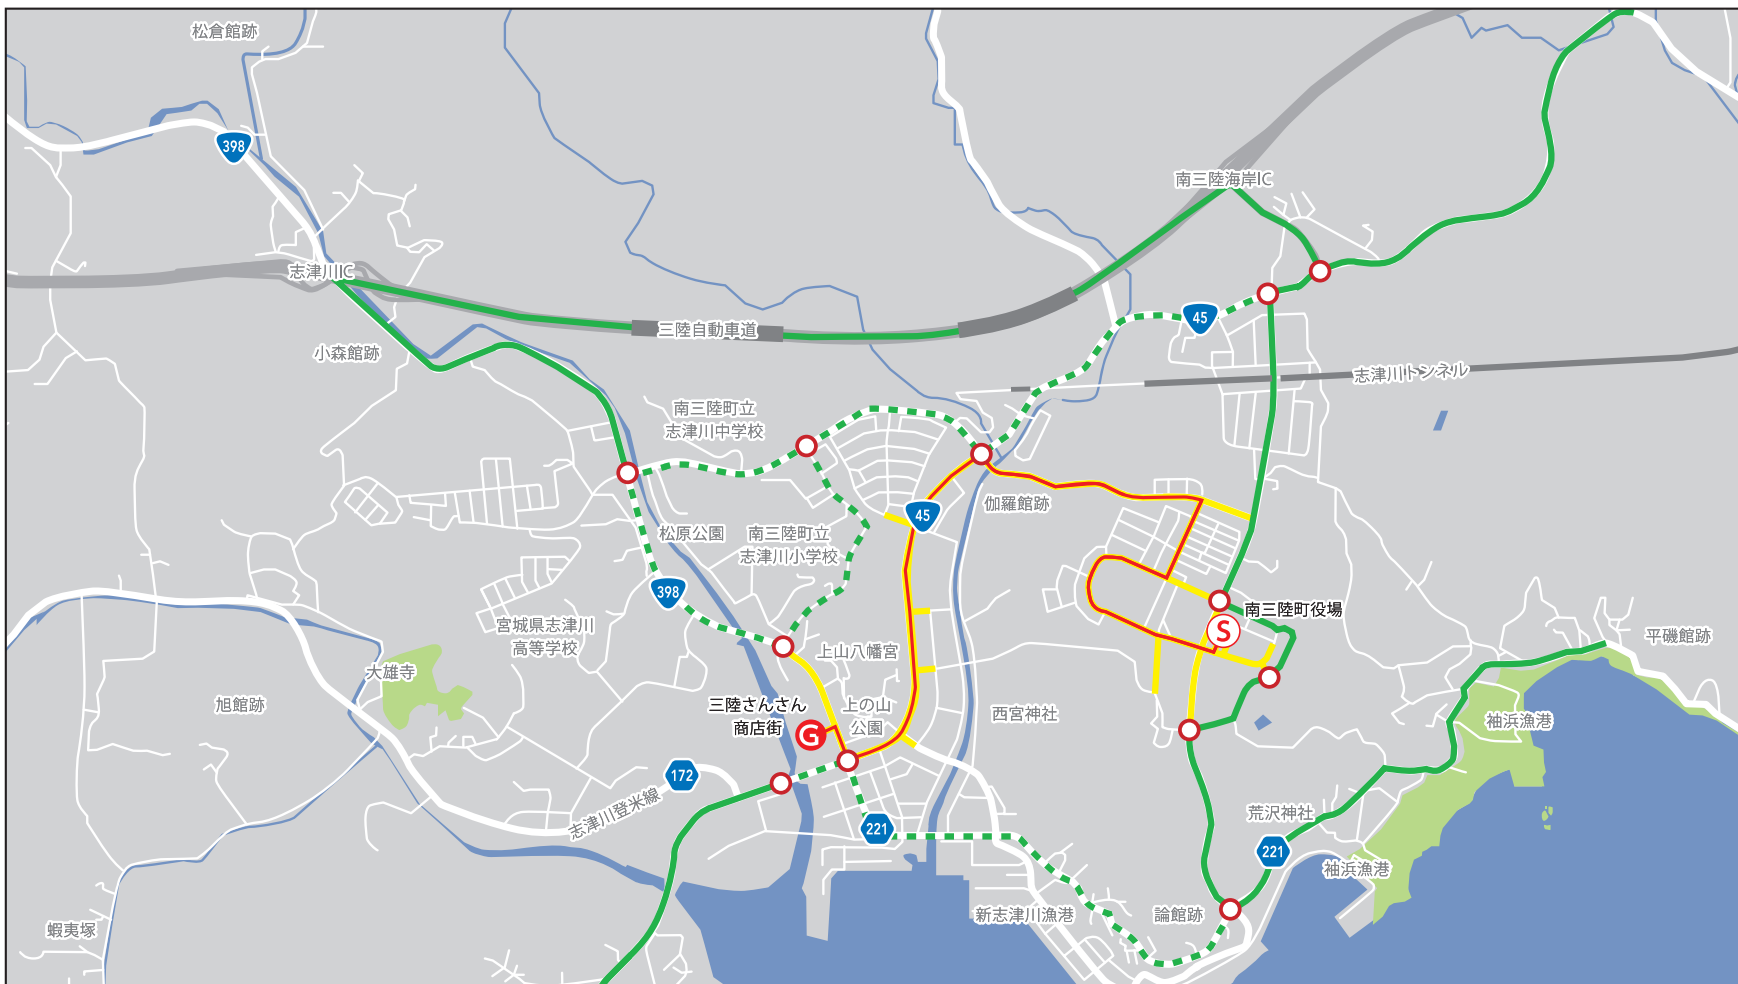 松倉館跡
398
南三陸海岸IC
志津川IC
45
三陸自動車道
小森館跡
志津川トンネル
南三陸町立
志津川中学校
伽羅館跡
45
松原公園
南三陸町立
志津川小学校
398
南三陸町役場
S
宮城県志津川
高等学校
平磯館跡
上山八幡宮
大雄寺
旭館跡
三陸さんさん
商店街
G
上の山
公園
西宮神社
袖浜漁港
172
志津川登米線
荒沢神社
221
221
袖浜漁港
新志津川漁港
論館跡
蝦夷塚